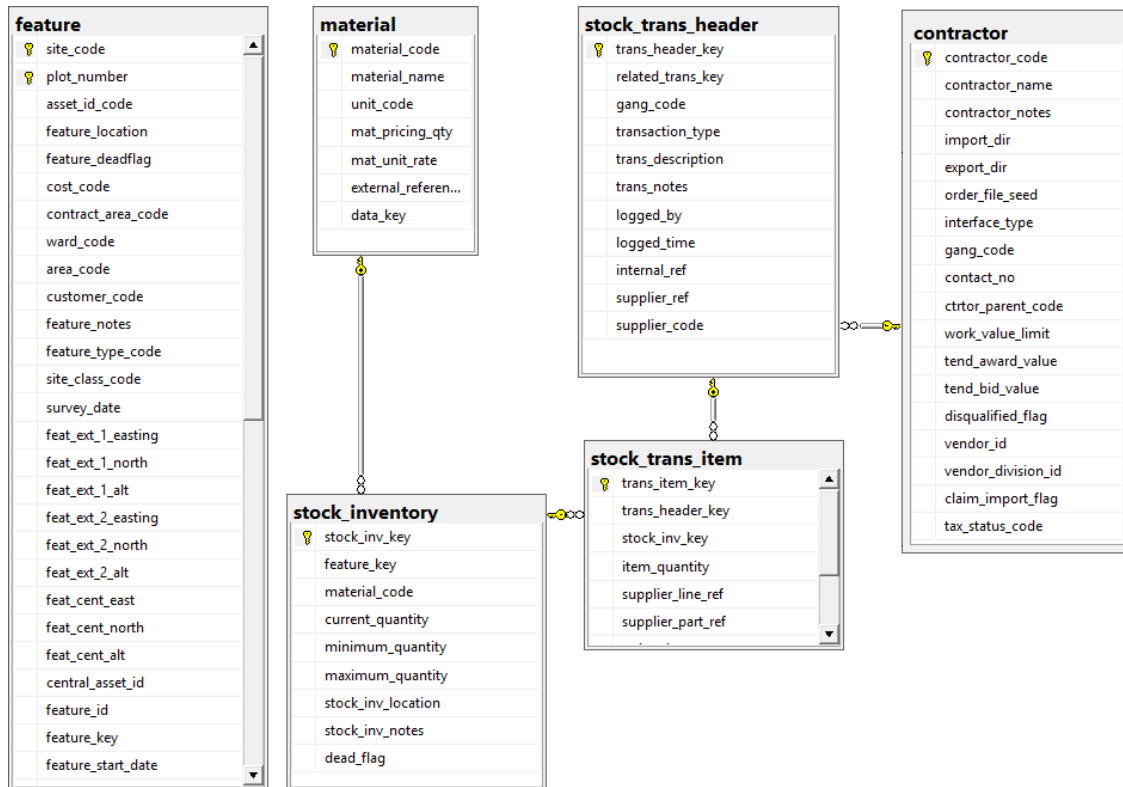 feature
site_code
plot_number
asset_id_code
feature_location
feature_deadflag
cost_code
contract_area_code
ward_code
area_code
customer_code
feature_notes
feature_type_code
site_class_code
survey_date
feat_ext_1_easting
feat_ext_1_north
feat_ext_1_alt
feat_ext_2_easting
feat_ext_2_north
feat_ext_2_alt
feat_cent_east
feat_cent_north
feat_cent_alt
central_asset_id
feature_id
feature_key
feature_start_date
material
material_code
material_name
unit_code
mat_pricing_qty
mat_unit_rate
external_referen...
data_key
stock_trans_header
trans_header_key
related_trans_key
gang_code
transaction_type
trans_description
trans_notes
logged_by
logged_time
internal_ref
supplier_ref
supplier_code
contractor
contractor_code
contractor_name
contractor_notes
import_dir
export_dir
order_file_seed
interface_type
gang_code
contact_no
ctrtor_parent_code
work_value_limit
tend_award_value
tend_bid_value
disqualified_flag
vendor_id
vendor_division_id
claim_import_flag
tax_status_code
stock_inventory
stock_inv_key
feature_key
material_code
current_quantity
minimum_quantity
maximum_quantity
stock_inv_location
stock_inv_notes
dead_flag
stock_trans_item
trans_item_key
trans_header_key
stock_inv_key
item_quantity
supplier_line_ref
supplier_part_ref